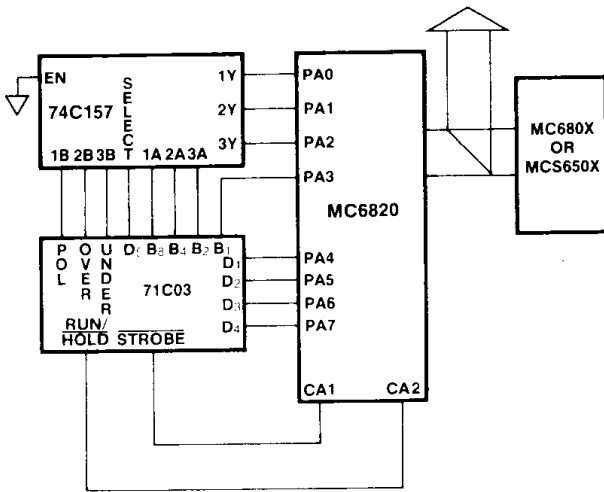 EN
74C157
SELECT
1Y
2Y
3Y
1B 2B 3B 1A 2A 3A
PA0
PA1
PA2
PA3
PA4
PA5
PA6
PA7
MC6820
CA1 CA2
MC680X
OR
MCS650X
POL
OVER
UNDER
D5 B8 B4 B2 B1
D1
D2
D3
D4
71C03
RUN/
HOLD STROBE